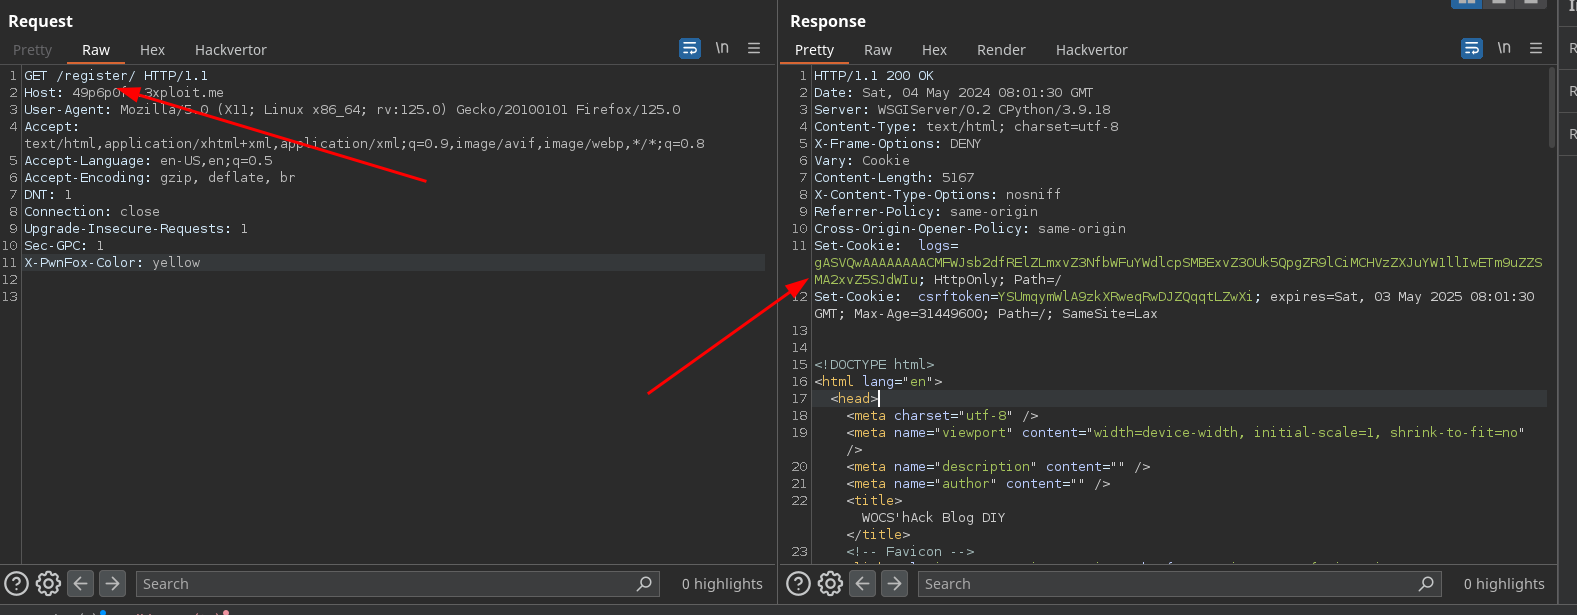 Request
Pretty Raw Hex Hackvertor \n
1 GET /register/ HTTP/1.1
2 Host: 3xploit.me
3 User-Agent: Mozilla/5.0 (X11; Linux x86_64; rv:125.0) Gecko/20100101 Firefox/125.0
4 Accept:
text/html,application/xhtml+xml,application/xml;q=0.9,image/avif,image/webp,*/*;q=0.8
5 Accept-Language: en-US,en;q=0.5
6 Accept-Encoding: gzip, deflate, br
7 DNT: 1
8 Connection: close
9 Upgrade-Insecure-Requests: 1
10 Sec-GPC: 1
11 X-PwnFox-Color: yellow
12
13
Search 0 highlights
Response
Pretty Raw Hex Render Hackvertor \n
1 HTTP/1.1 200 OK
2 Date: Sat, 04 May 2024 08:01:30 GMT
3 Server: WSGIServer/0.2 CPython/3.9.18
4 Content-Type: text/html; charset=utf-8
5 X-Frame-Options: DENY
6 Vary: Cookie
7 Content-Length: 5167
8 X-Content-Type-Options: nosniff
9 Referrer-Policy: same-origin
10 Cross-Origin-Opener-Policy: same-origin
11 Set-Cookie: logs=
gASVQwAAAAAAAACMFWJsb2dfRElZLmxvZ3NfbWFuYWdlcpSMBExvZ3OUk5QpgZR9lCiMCHVzZXJuYW1llIwETm9uZZS
MA2xvZ5SJdWIu; HttpOnly; Path=/
12 Set-Cookie: csrftoken=YSUmqymWlA9zkXRweqRwDJZQqqtLZwXi; expires=Sat, 03 May 2025 08:01:30
GMT; Max-Age=31449600; Path=/; SameSite=Lax
13
14
15 <!DOCTYPE html>
16 <html lang="en">
17 <head>
18 <meta charset="utf-8" />
19 <meta name="viewport" content="width=device-width, initial-scale=1, shrink-to-fit=no"
/>
20 <meta name="description" content="" />
21 <meta name="author" content="" />
22 <title>
WOCS'hAck Blog DIY
</title>
23 <!-- Favicon -->
Search 0 highlights